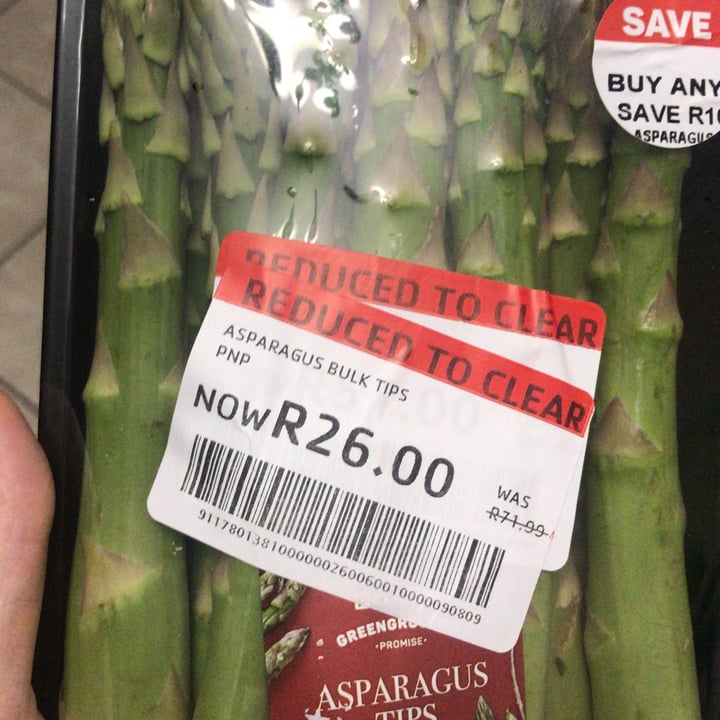 SAVE
BUY ANY
SAVE R10
ASPARAGUS
REDUCED TO CLEAR
REDUCED TO CLEAR
ASPARAGUS BULK TIPS
PNP
NOW R26.00
WAS
R71.99
9117801381000000260060010000090809
GREENGRO
·PROMISE·
ASPARAGUS
TIPS